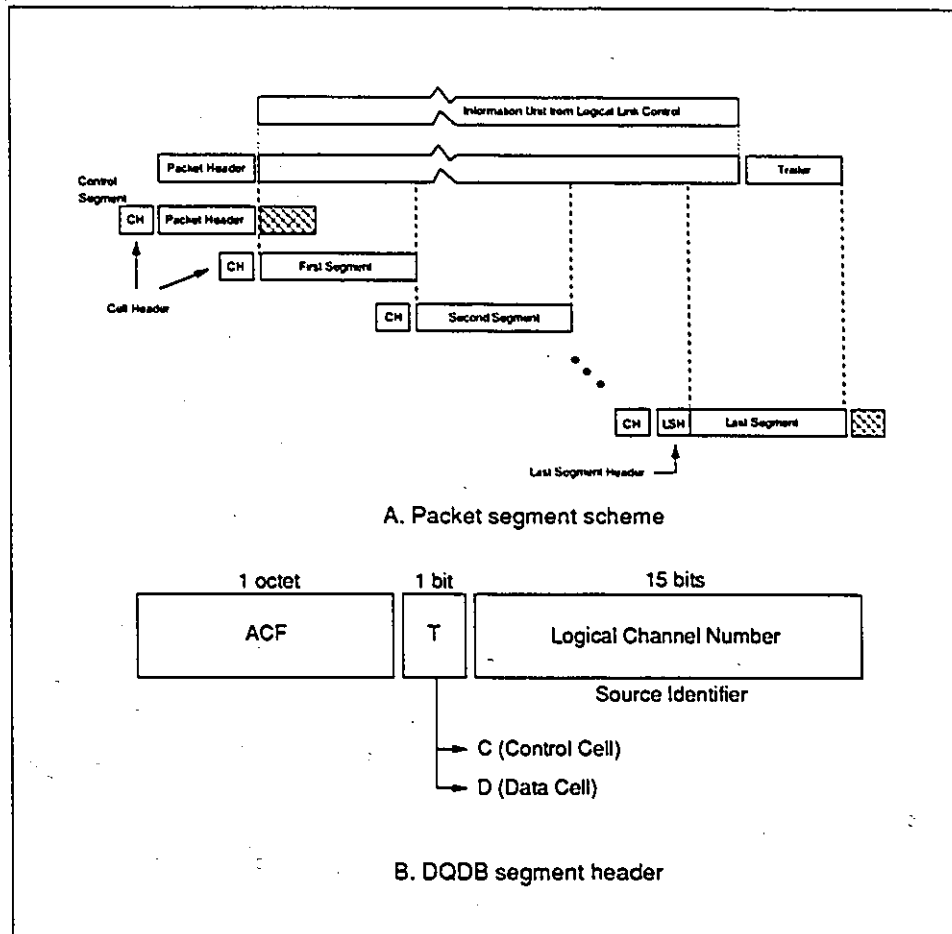 Information Unit from Logical Link Control
Packet Header
Trailer
Control
Segment
CH
Packet Header
CH
First Segment
Cell Header
CH
Second Segment
CH
LSH
Last Segment
Last Segment Header
A. Packet segment scheme
1 octet
1 bit
15 bits
ACF
T
Logical Channel Number
Source Identifier
C (Control Cell)
D (Data Cell)
B. DQDB segment header